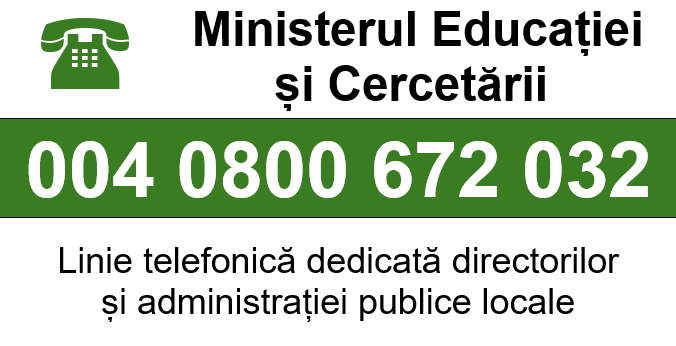 Ministerul Educației
și Cercetării
004 0800 672 032
Linie telefonică dedicată directorilor
și administrației publice locale